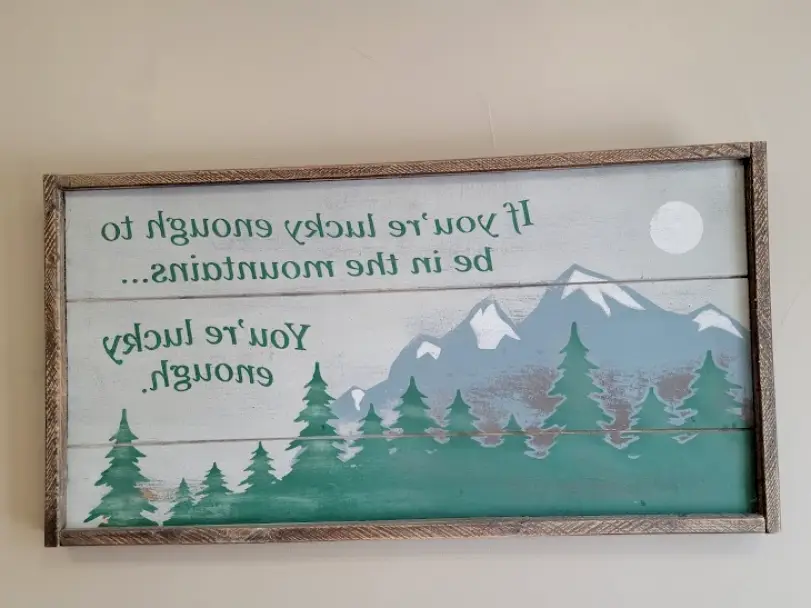 If you're lucky enough to
be in the mountains...
You're lucky
enough.